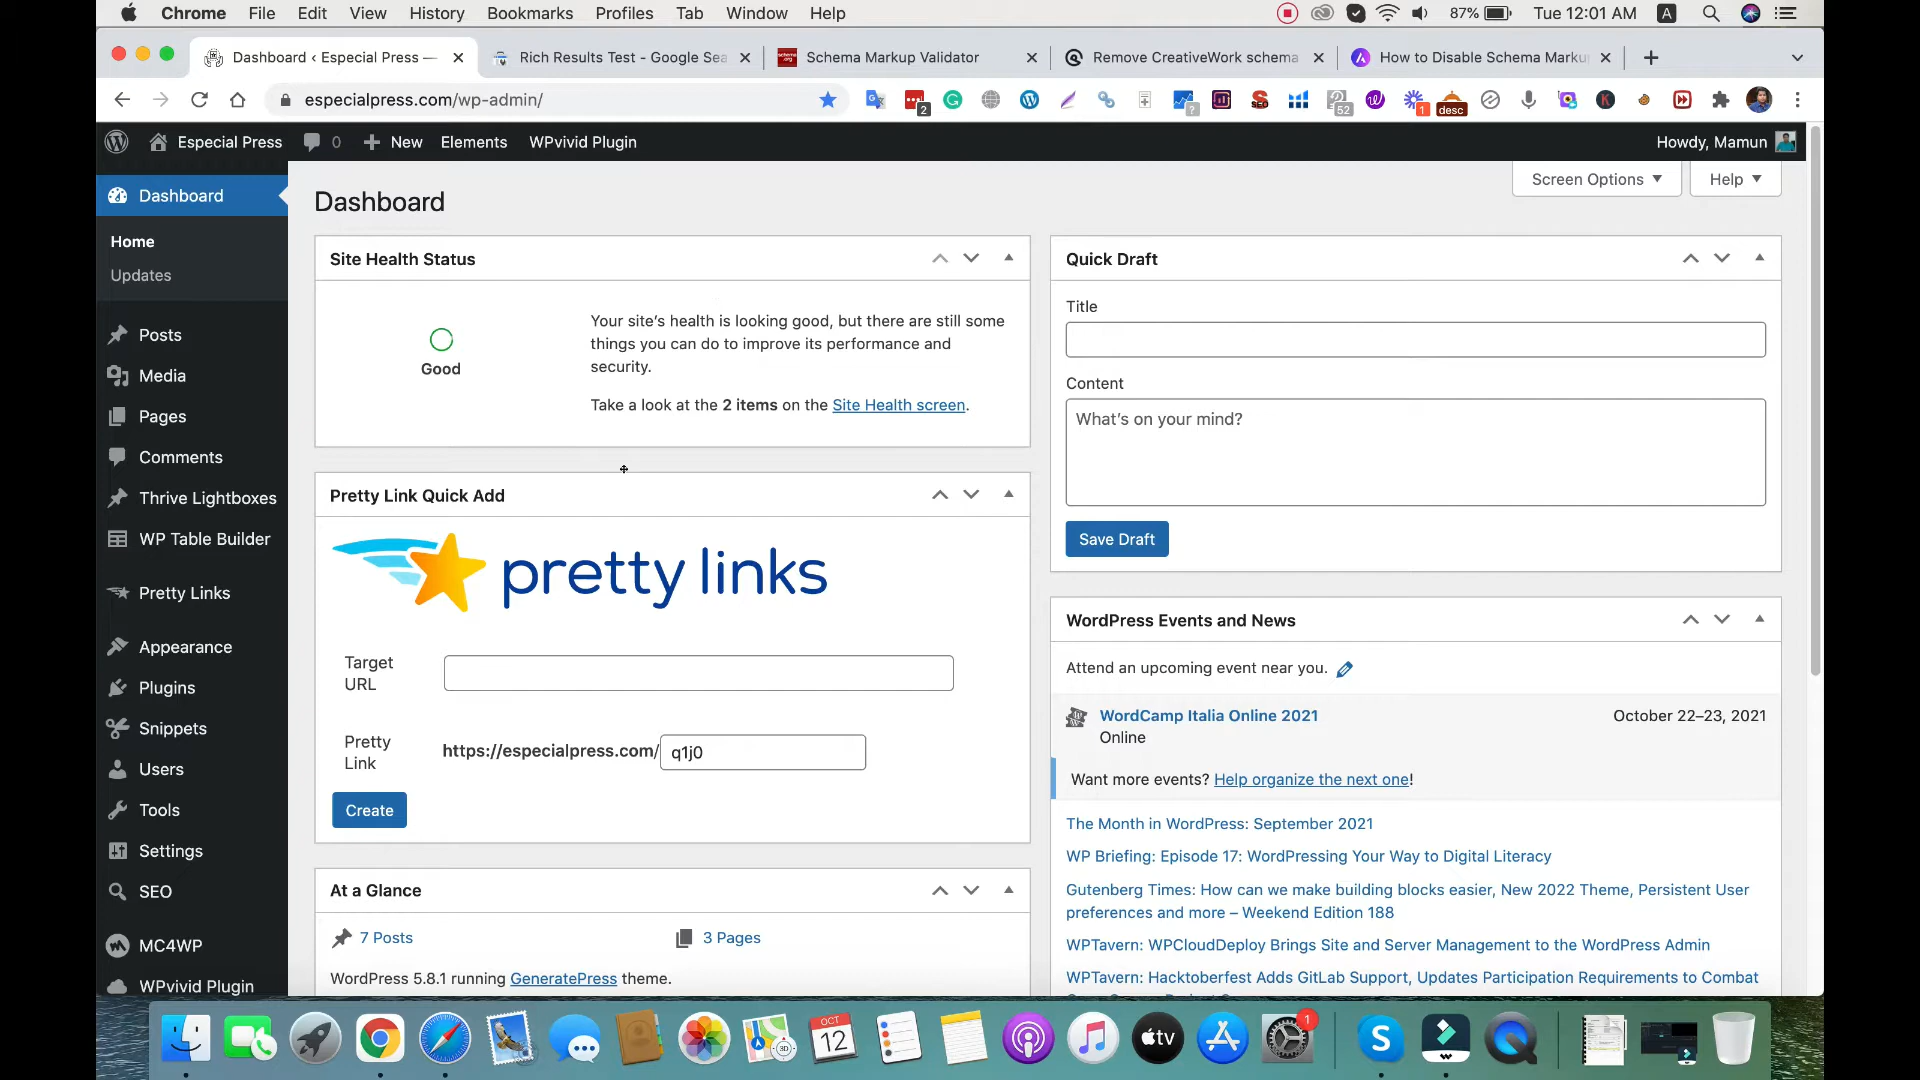 Chrome File Edit View History Bookmarks Profiles Tab Window Help 87% Tue 12:01 AM A
Dashboard ‹ Especial Press —
Rich Results Test - Google Sea
Schema Markup Validator
Remove CreativeWork schema
How to Disable Schema Marku
especialpress.com/wp-admin/
2
?
SEO
52
1
desc
Especial Press 0 New Elements WPvivid Plugin Howdy, Mamun
Screen Options Help
Dashboard
Home
Updates
Posts
Media
Pages
Comments
Thrive Lightboxes
WP Table Builder
Pretty Links
Appearance
Plugins
Snippets
Users
Tools
Settings
SEO
MC4WP
WPvivid Plugin
Dashboard
Site Health Status
Good
Your site's health is looking good, but there are still some
things you can do to improve its performance and
security.
Take a look at the 2 items on the Site Health screen.
Pretty Link Quick Add
pretty links
Target
URL
Pretty
Link
https://especialpress.com/ q1j0
Create
At a Glance
7 Posts 3 Pages
WordPress 5.8.1 running GeneratePress theme.
Quick Draft
Title
Content
What's on your mind?
Save Draft
WordPress Events and News
Attend an upcoming event near you.
WordCamp Italia Online 2021 October 22–23, 2021
Online
Want more events? Help organize the next one!
The Month in WordPress: September 2021
WP Briefing: Episode 17: WordPressing Your Way to Digital Literacy
Gutenberg Times: How can we make building blocks easier, New 2022 Theme, Persistent User
preferences and more – Weekend Edition 188
WPTavern: WPCloudDeploy Brings Site and Server Management to the WordPress Admin
WPTavern: Hacktoberfest Adds GitLab Support, Updates Participation Requirements to Combat
3D
OCT
12
tv
1